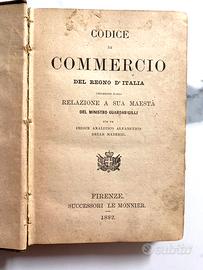 CODICE
DI
COMMERCIO
DEL REGNO D'ITALIA
PRECEDUTO DALLA
RELAZIONE A SUA MAESTÀ
DEL MINISTRO GUARDASIGILLI
CON UN
INDICE ANALITICO ALFABETICO
DELLE MATERIE.
FIRENZE.
SUCCESSORI LE MONNIER.
1882.
subito